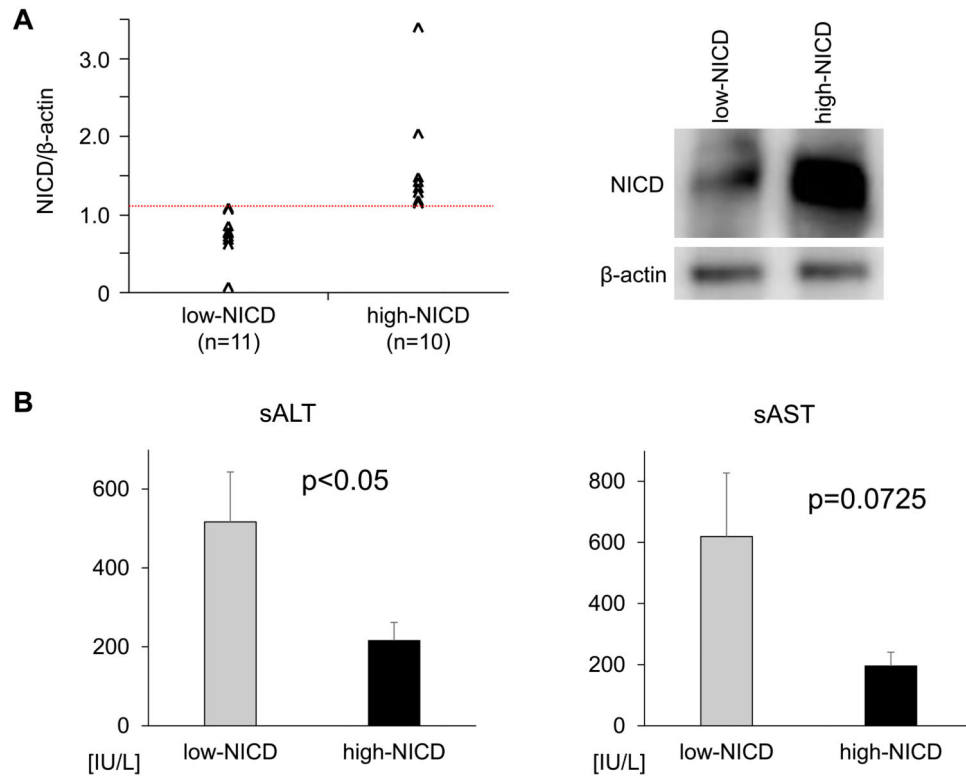 A
NICD/β-actin
3.0
2.0
1.0
0
low-NICD
(n=11)
high-NICD
(n=10)
low-NICD
high-NICD
NICD
β-actin
B
sALT
p<0.05
600
400
200
0
[IU/L]
low-NICD
high-NICD
sAST
p=0.0725
800
600
400
200
0
[IU/L]
low-NICD
high-NICD